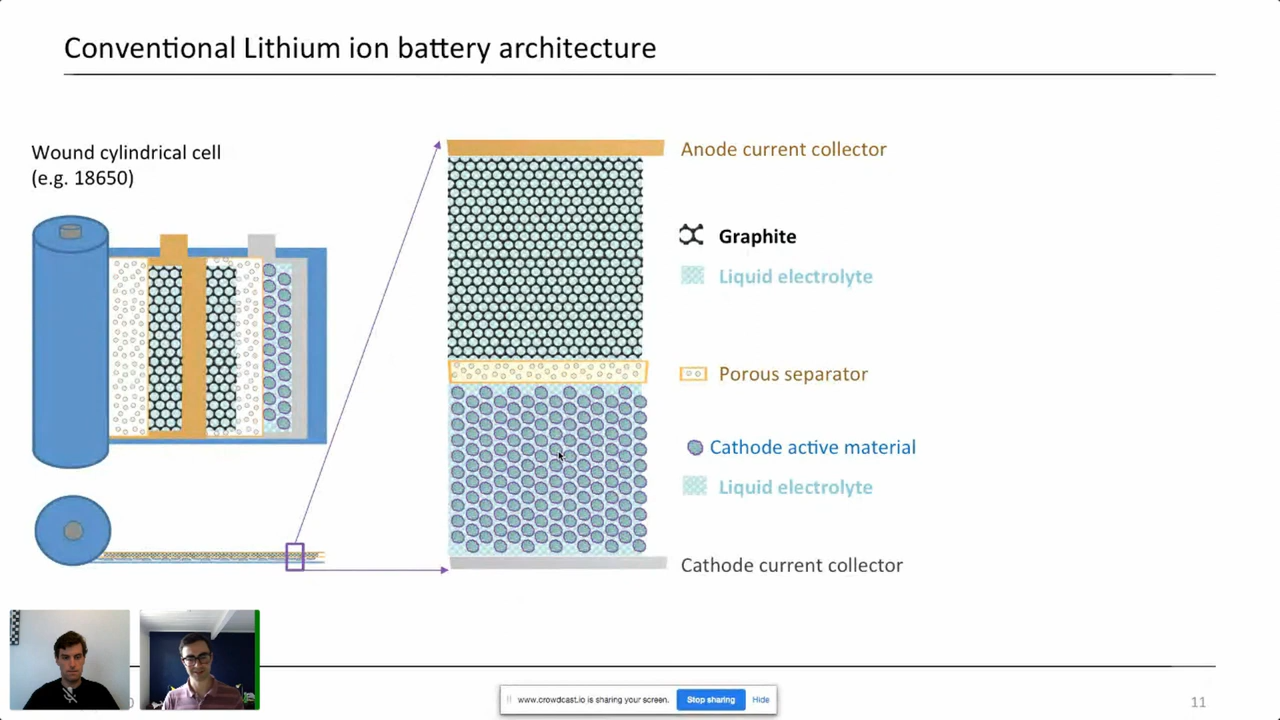 Conventional Lithium ion battery architecture
Wound cylindrical cell
(e.g. 18650)
Anode current collector
Graphite
Liquid electrolyte
Porous separator
Cathode active material
Liquid electrolyte
Cathode current collector
www.crowdcast.io is sharing your screen.
Stop sharing
Hide
11